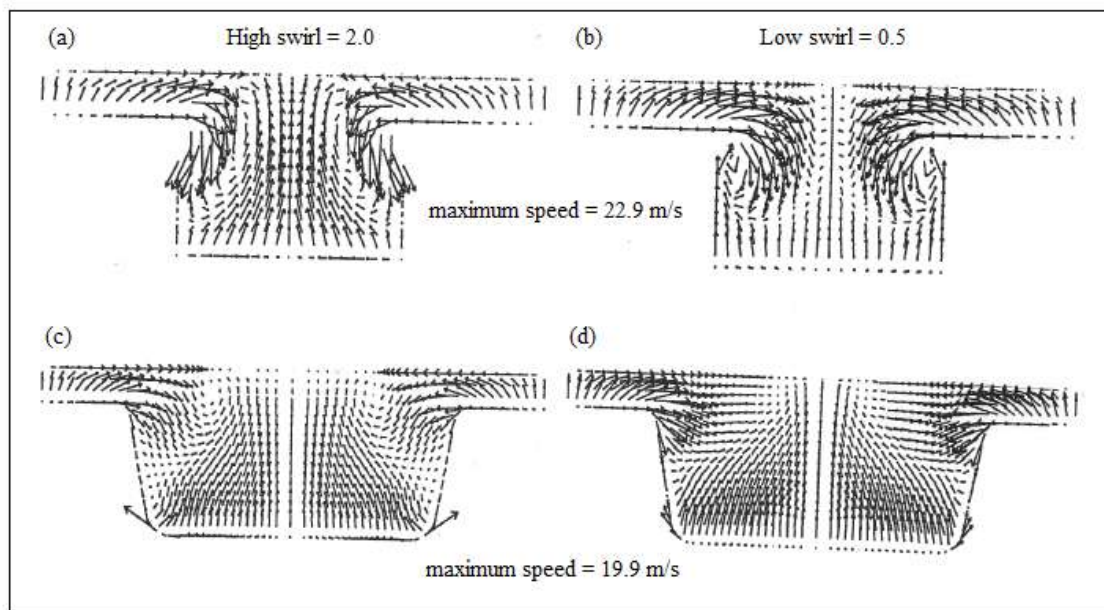 (a) High swirl = 2.0 (b) Low swirl = 0.5
maximum speed = 22.9 m/s
(c) (d)
maximum speed = 19.9 m/s